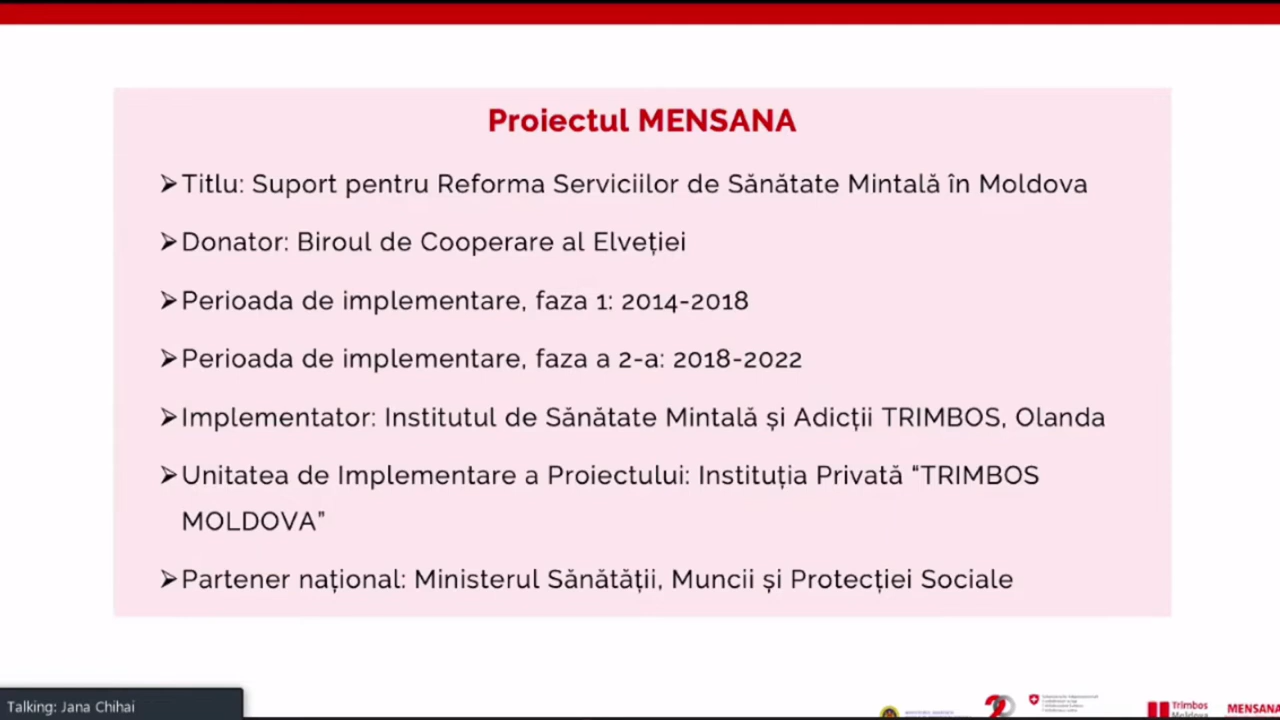 Proiectul MENSANA
➢Titlu: Suport pentru Reforma Serviciilor de Sănătate Mintală în Moldova
➢Donator: Biroul de Cooperare al Elveției
➢Perioada de implementare, faza 1: 2014-2018
➢Perioada de implementare, faza a 2-a: 2018-2022
➢Implementator: Institutul de Sănătate Mintală și Adicții TRIMBOS, Olanda
➢Unitatea de Implementare a Proiectului: Instituția Privată “TRIMBOS
MOLDOVA”
➢Partener național: Ministerul Sănătății, Muncii și Protecției Sociale
Talking: Jana Chihai
Trimbos
Moldova
MENSANA